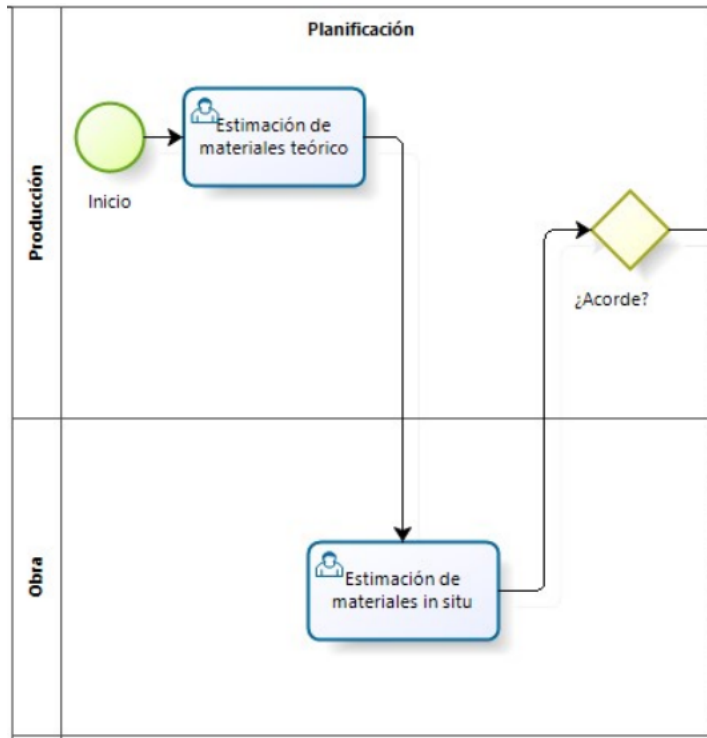 Planificación
Producción
Estimación de
materiales teórico
Inicio
¿Acorde?
Obra
Estimación de
materiales in situ